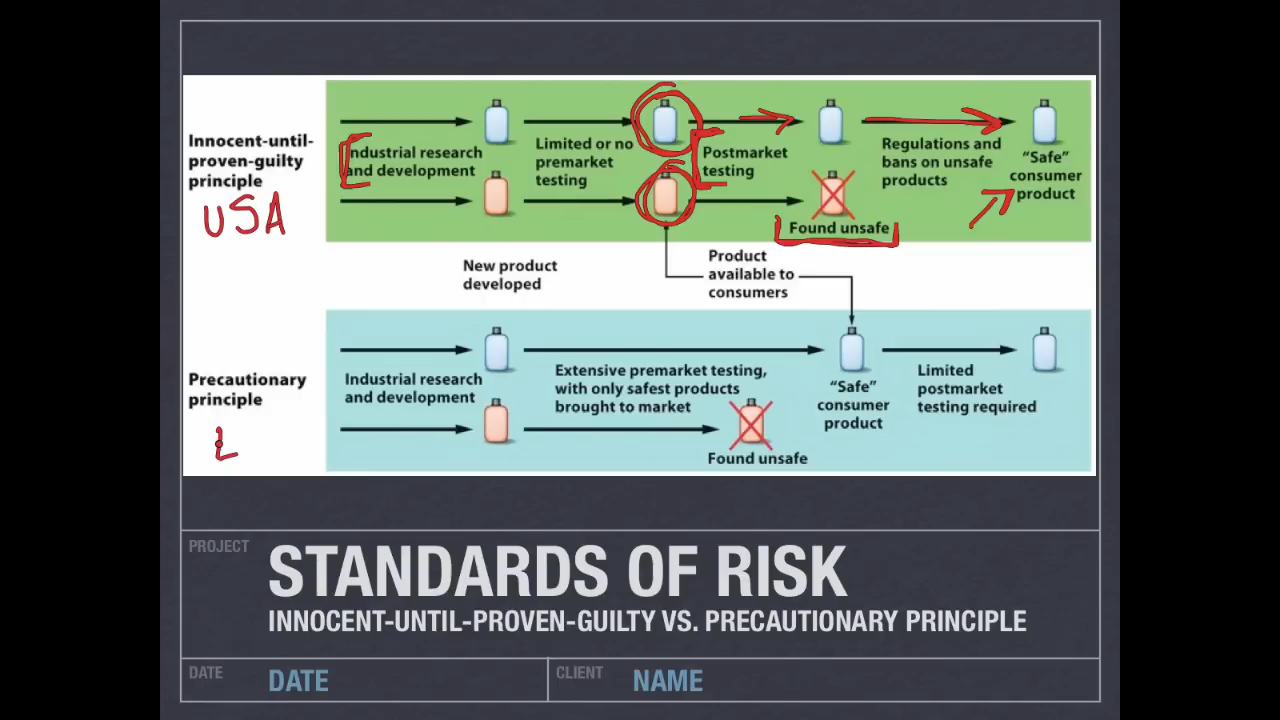 Innocent-until-
proven-guilty
principle
USA
Industrial research
and development
Limited or no
premarket
testing
Postmarket
testing
Found unsafe
Regulations and
bans on unsafe
products
“Safe”
consumer
product
New product
developed
Product
available to
consumers
Precautionary
principle
Industrial research
and development
Extensive premarket testing,
with only safest products
brought to market
Found unsafe
“Safe”
consumer
product
Limited
postmarket
testing required
PROJECT
STANDARDS OF RISK
INNOCENT-UNTIL-PROVEN-GUILTY VS. PRECAUTIONARY PRINCIPLE
DATE
DATE
CLIENT
NAME